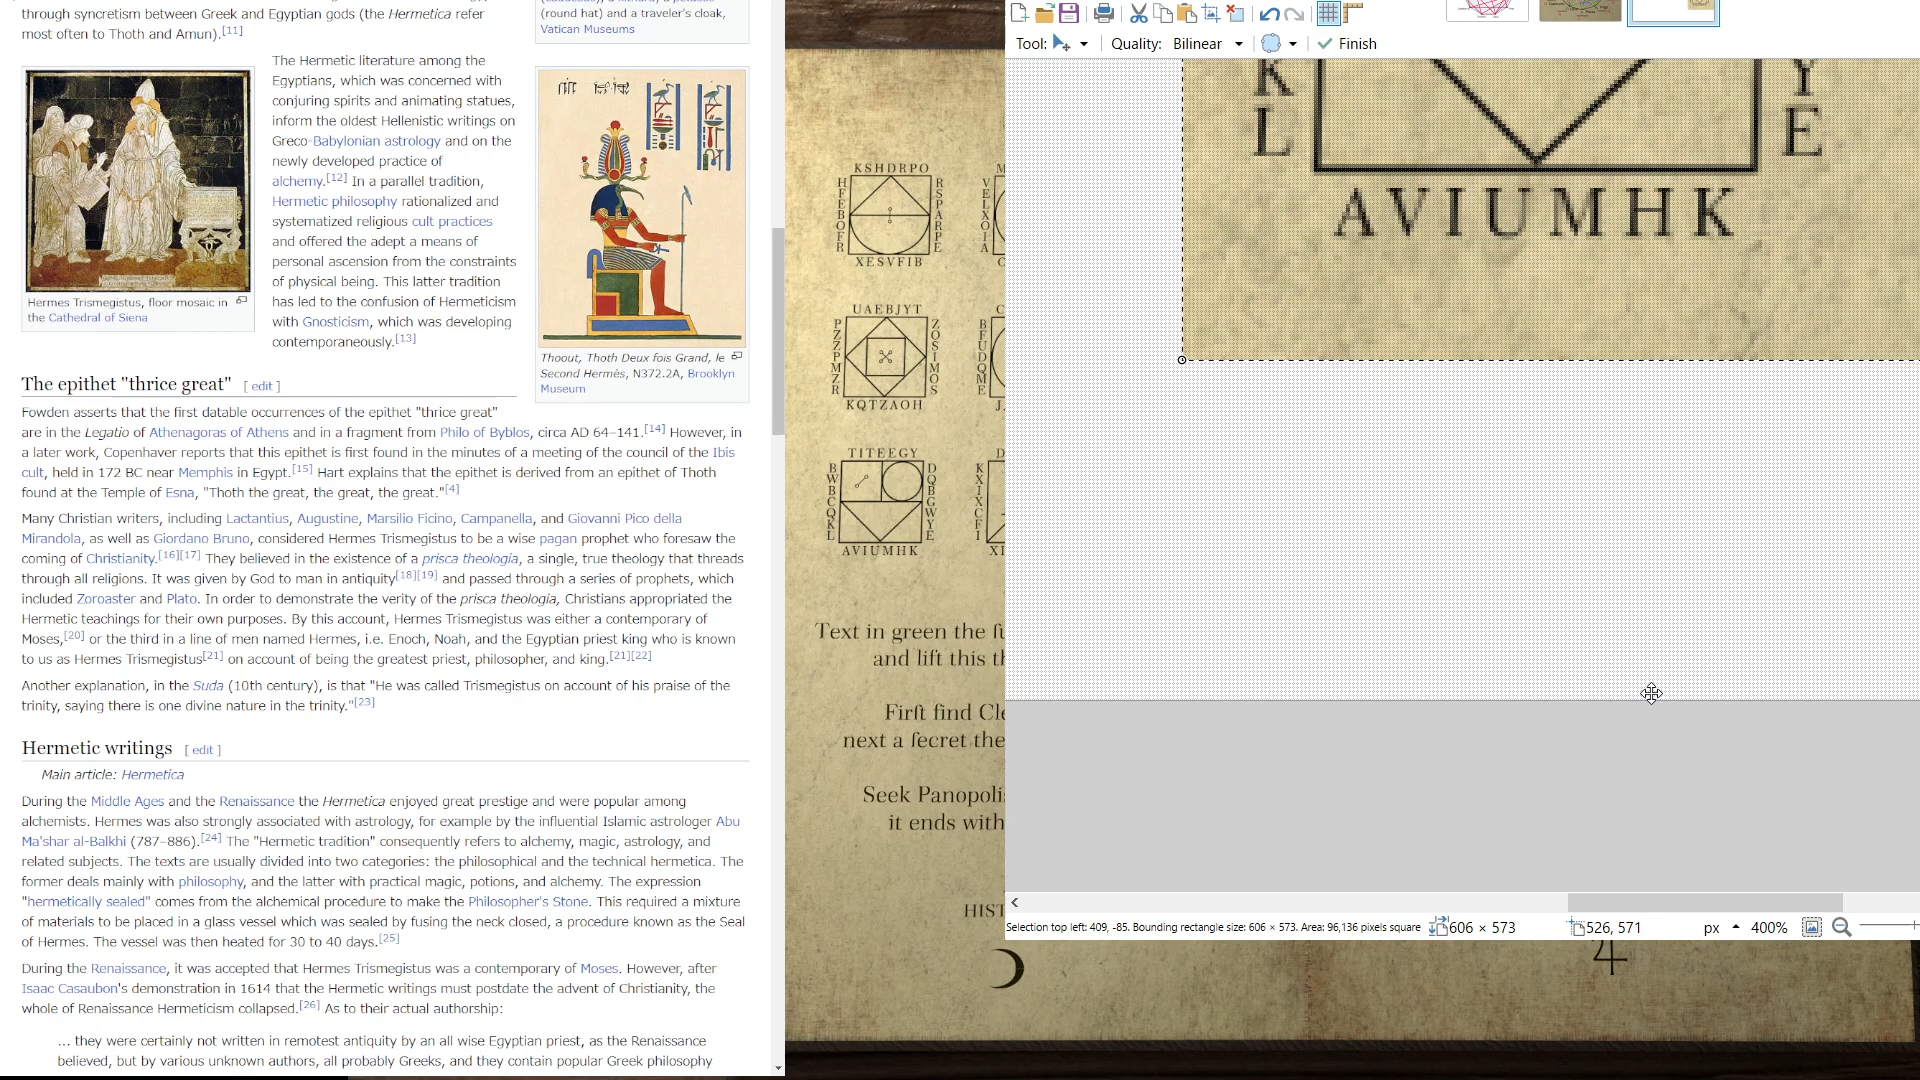 through syncretism between Greek and Egyptian gods (the Hermetica refer
most often to Thoth and Amun).[11]
(round hat) and a traveler's cloak,
Vatican Museums
The Hermetic literature among the
Egyptians, which was concerned with
conjuring spirits and animating statues,
inform the oldest Hellenistic writings on
Greco-Babylonian astrology and on the
newly developed practice of
alchemy.[12] In a parallel tradition,
Hermetic philosophy rationalized and
systematized religious cult practices
and offered the adept a means of
personal ascension from the constraints
of physical being. This latter tradition
has led to the confusion of Hermeticism
with Gnosticism, which was developing
contemporaneously.[13]
Hermes Trismegistus, floor mosaic in
the Cathedral of Siena
Thoout, Thoth Deux fois Grand, le
Second Hermès, N372.2A, Brooklyn
Museum
The epithet "thrice great" [ edit ]
Fowden asserts that the first datable occurrences of the epithet "thrice great"
are in the Legatio of Athenagoras of Athens and in a fragment from Philo of Byblos, circa AD 64–141.[14] However, in
a later work, Copenhaver reports that this epithet is first found in the minutes of a meeting of the council of the Ibis
cult, held in 172 BC near Memphis in Egypt.[15] Hart explains that the epithet is derived from an epithet of Thoth
found at the Temple of Esna, "Thoth the great, the great, the great."[4]
Many Christian writers, including Lactantius, Augustine, Marsilio Ficino, Campanella, and Giovanni Pico della
Mirandola, as well as Giordano Bruno, considered Hermes Trismegistus to be a wise pagan prophet who foresaw the
coming of Christianity.[16][17] They believed in the existence of a prisca theologia, a single, true theology that threads
through all religions. It was given by God to man in antiquity[18][19] and passed through a series of prophets, which
included Zoroaster and Plato. In order to demonstrate the verity of the prisca theologia, Christians appropriated the
Hermetic teachings for their own purposes. By this account, Hermes Trismegistus was either a contemporary of
Moses,[20] or the third in a line of men named Hermes, i.e. Enoch, Noah, and the Egyptian priest king who is known
to us as Hermes Trismegistus[21] on account of being the greatest priest, philosopher, and king.[21][22]
Another explanation, in the Suda (10th century), is that "He was called Trismegistus on account of his praise of the
trinity, saying there is one divine nature in the trinity."[23]
Hermetic writings [ edit ]
Main article: Hermetica
During the Middle Ages and the Renaissance the Hermetica enjoyed great prestige and were popular among
alchemists. Hermes was also strongly associated with astrology, for example by the influential Islamic astrologer Abu
Ma'shar al-Balkhi (787–886).[24] The "Hermetic tradition" consequently refers to alchemy, magic, astrology, and
related subjects. The texts are usually divided into two categories: the philosophical and the technical hermetica. The
former deals mainly with philosophy, and the latter with practical magic, potions, and alchemy. The expression
"hermetically sealed" comes from the alchemical procedure to make the Philosopher's Stone. This required a mixture
of materials to be placed in a glass vessel which was sealed by fusing the neck closed, a procedure known as the Seal
of Hermes. The vessel was then heated for 30 to 40 days.[25]
During the Renaissance, it was accepted that Hermes Trismegistus was a contemporary of Moses. However, after
Isaac Casaubon's demonstration in 1614 that the Hermetic writings must postdate the advent of Christianity, the
whole of Renaissance Hermeticism collapsed.[26] As to their actual authorship:
... they were certainly not written in remotest antiquity by an all wise Egyptian priest, as the Renaissance
believed, but by various unknown authors, all probably Greeks, and they contain popular Greek philosophy
KSHDRPO
HFEBOFR
RSPARPE
XESVFIB
M
VELXOHA
UAEBJYT
PZZPMZR
ZOSIMOS
KQTZAOH
BFUDQME
J
TITEEGY
BWBCQKL
DQBGWYE
AVIUMHK
D
KXIXCFI
XI
Text in green the fu
and lift this th
Firſt find Cle
next a ſecret the
Seek Panopolis
it ends with
HIST
Tool:
Quality: Bilinear
Finish
K
L
Y
E
AVIUMHK
Selection top left: 409, -85. Bounding rectangle size: 606 × 573. Area: 96,136 pixels square
606 × 573
526, 571
px
400%